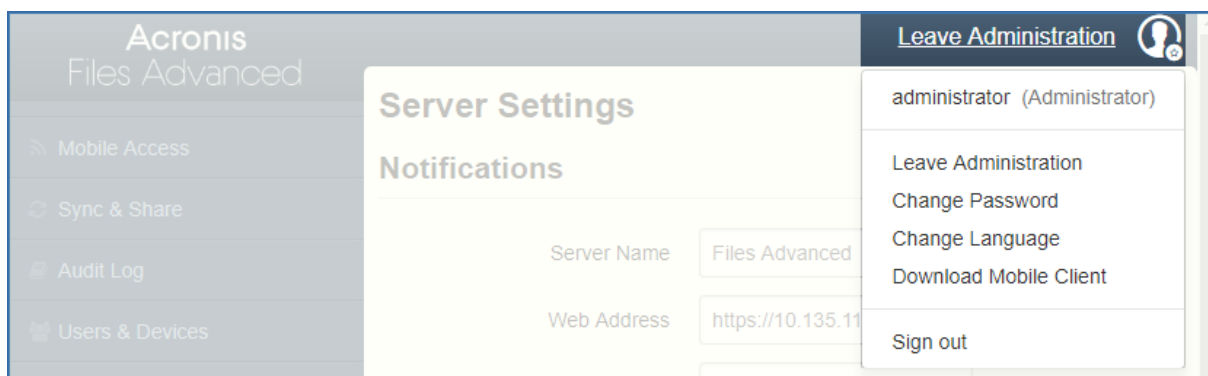 Acronis
Files Advanced
Leave Administration
Mobile Access
Sync & Share
Audit Log
Users & Devices
Server Settings
Notifications
Server Name
Files Advanced
Web Address
https://10.135.11
administrator (Administrator)
Leave Administration
Change Password
Change Language
Download Mobile Client
Sign out